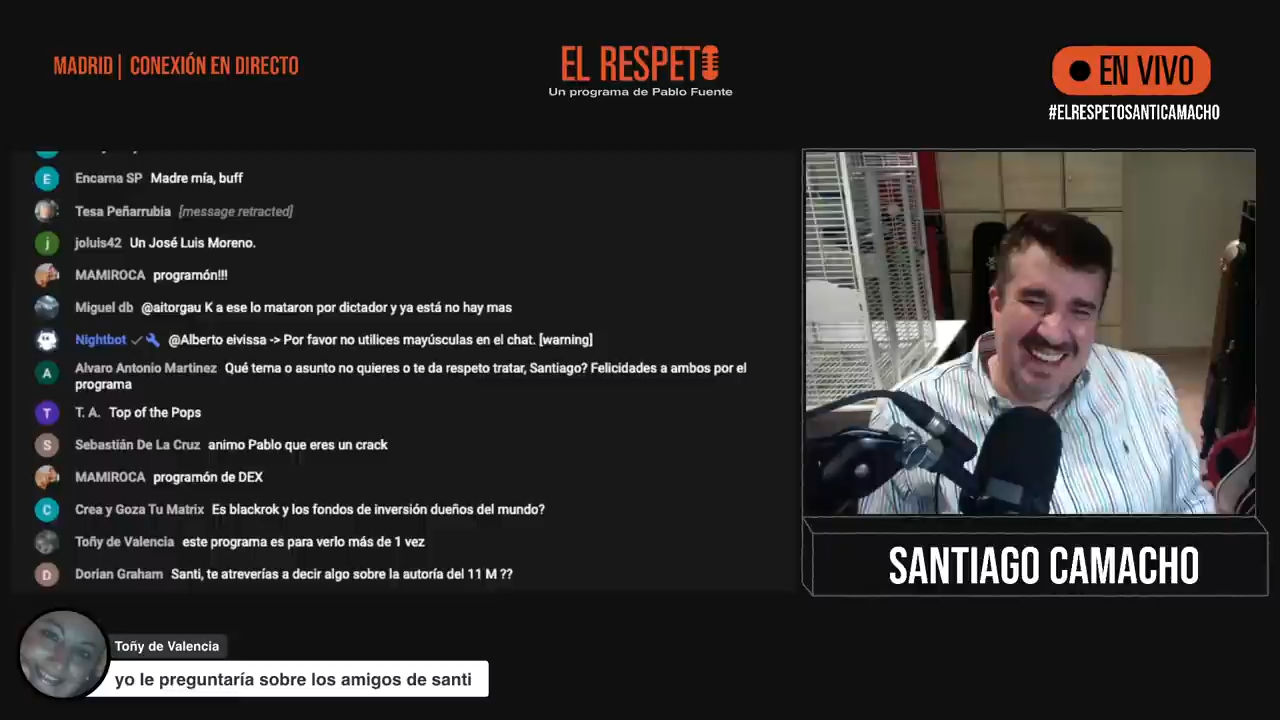 MADRID | CONEXIÓN EN DIRECTO
EL RESPETO
Un programa de Pablo Fuente
EN VIVO
#ELRESPETOSANTICAMACHO
E Encarna SP Madre mía, buff
Tesa Peñarrubia [message retracted]
j joluis42 Un José Luis Moreno.
MAMIROCA programón!!!
Miguel db @aitorgau K a ese lo mataron por dictador y ya está no hay mas
Nightbot @Alberto eivissa -> Por favor no utilices mayúsculas en el chat. [warning]
A Alvaro Antonio Martinez Qué tema o asunto no quieres o te da respeto tratar, Santiago? Felicidades a ambos por el
programa
T T. A. Top of the Pops
S Sebastián De La Cruz animo Pablo que eres un crack
MAMIROCA programón de DEX
C Crea y Goza Tu Matrix Es blackrok y los fondos de inversión dueños del mundo?
Toñy de Valencia este programa es para verlo más de 1 vez
D Dorian Graham Santi, te atreverías a decir algo sobre la autoría del 11 M ??
SANTIAGO CAMACHO
Toñy de Valencia
yo le preguntaría sobre los amigos de santi